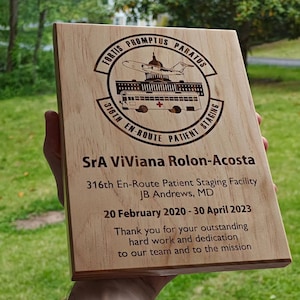 FORTIS PROMPTUS PARATUS
316TH EN-ROUTE PATIENT STAGING
SrA ViViana Rolon-Acosta
316th En-Route Patient Staging Facility
JB Andrews, MD
20 February 2020 - 30 April 2023
Thank you for your outstanding
hard work and dedication
to our team and to the mission